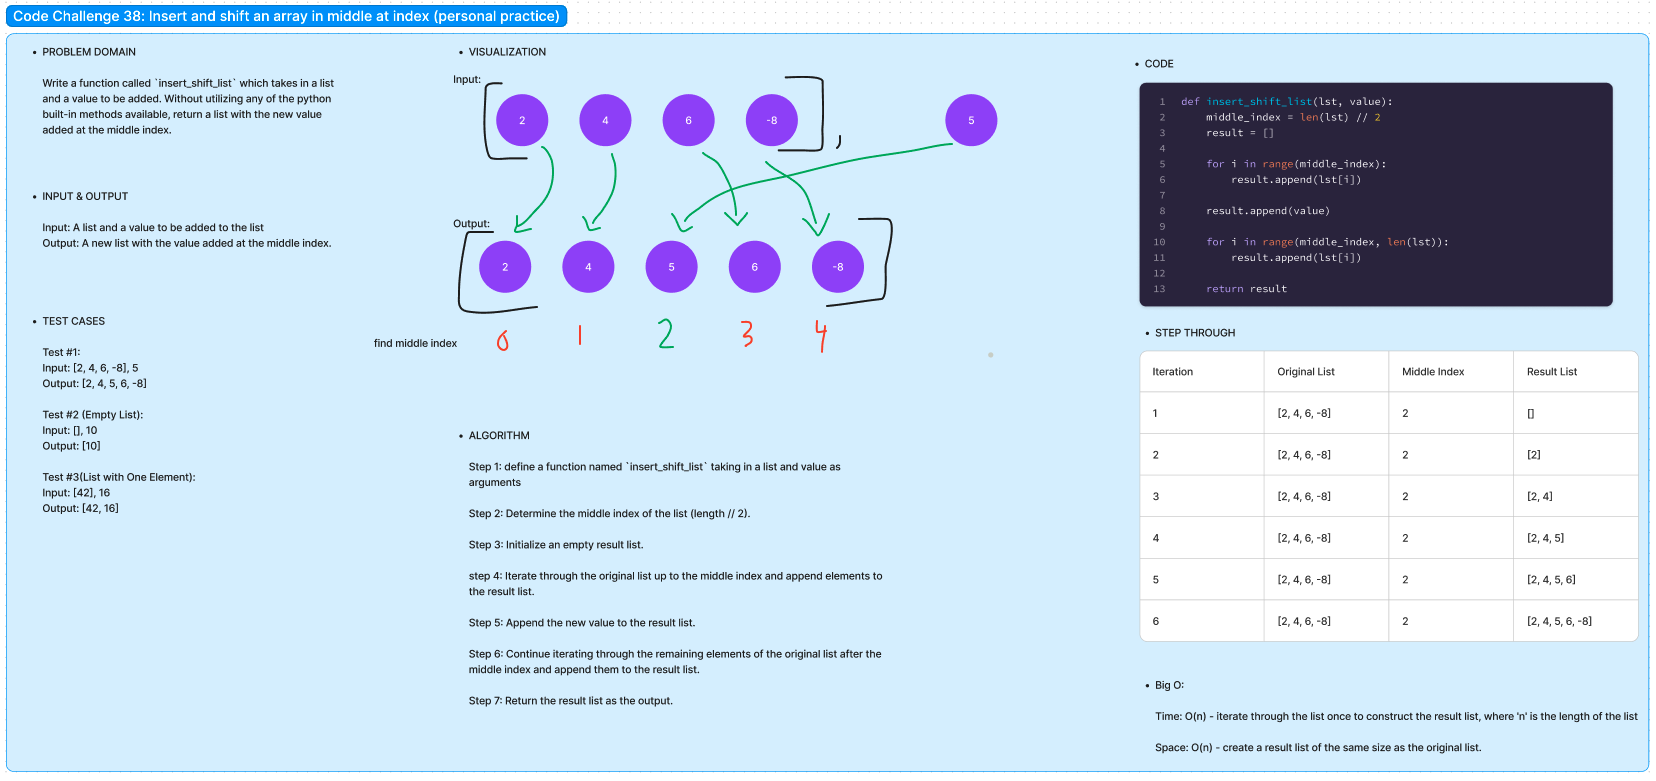 Code Challenge 38: Insert and shift an array in middle at index (personal practice)
• PROBLEM DOMAIN
Write a function called `insert_shift_list` which takes in a list
and a value to be added. Without utilizing any of the python
built-in methods available, return a list with the new value
added at the middle index.
• INPUT & OUTPUT
Input: A list and a value to be added to the list
Output: A new list with the value added at the middle index.
• TEST CASES
Test #1:
Input: [2, 4, 6, -8], 5
Output: [2, 4, 5, 6, -8]
Test #2 (Empty List):
Input: [], 10
Output: [10]
Test #3(List with One Element):
Input: [42], 16
Output: [42, 16]
• VISUALIZATION
Input:
[ 2 4 6 -8 ] , 5
Output:
[ 2 4 5 6 -8 ]
find middle index 0 1 2 3 4
• ALGORITHM
Step 1: define a function named `insert_shift_list` taking in a list and value as
arguments
Step 2: Determine the middle index of the list (length // 2).
Step 3: Initialize an empty result list.
step 4: Iterate through the original list up to the middle index and append elements to
the result list.
Step 5: Append the new value to the result list.
Step 6: Continue iterating through the remaining elements of the original list after the
middle index and append them to the result list.
Step 7: Return the result list as the output.
• CODE
1 def insert_shift_list(lst, value):
2 middle_index = len(lst) // 2
3 result = []
4
5 for i in range(middle_index):
6 result.append(lst[i])
7
8 result.append(value)
9
10 for i in range(middle_index, len(lst)):
11 result.append(lst[i])
12
13 return result
• STEP THROUGH
Iteration Original List Middle Index Result List
1 [2, 4, 6, -8] 2 []
2 [2, 4, 6, -8] 2 [2]
3 [2, 4, 6, -8] 2 [2, 4]
4 [2, 4, 6, -8] 2 [2, 4, 5]
5 [2, 4, 6, -8] 2 [2, 4, 5, 6]
6 [2, 4, 6, -8] 2 [2, 4, 5, 6, -8]
• Big O:
Time: O(n) - iterate through the list once to construct the result list, where 'n' is the length of the list
Space: O(n) - create a result list of the same size as the original list.